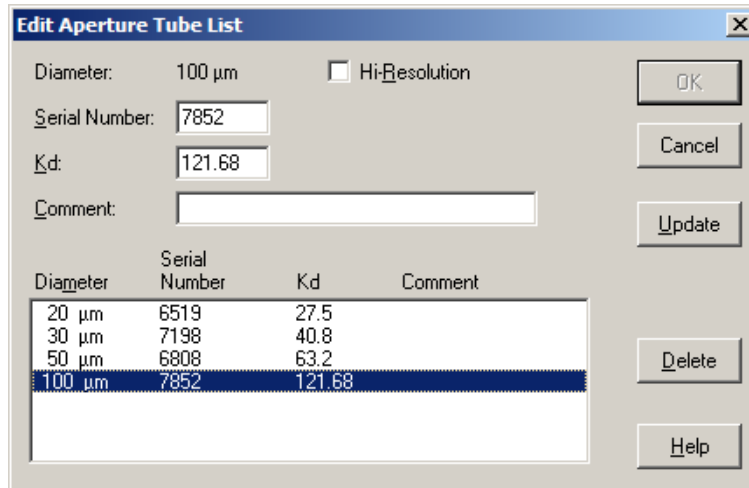 Edit Aperture Tube List
Diameter: 100 µm Hi-Resolution
OK
Serial Number: 7852
Kd: 121.68
Cancel
Comment:
Update
Diameter Serial Number Kd Comment
20 µm 6519 27.5
30 µm 7198 40.8
50 µm 6808 63.2
100 µm 7852 121.68
Delete
Help